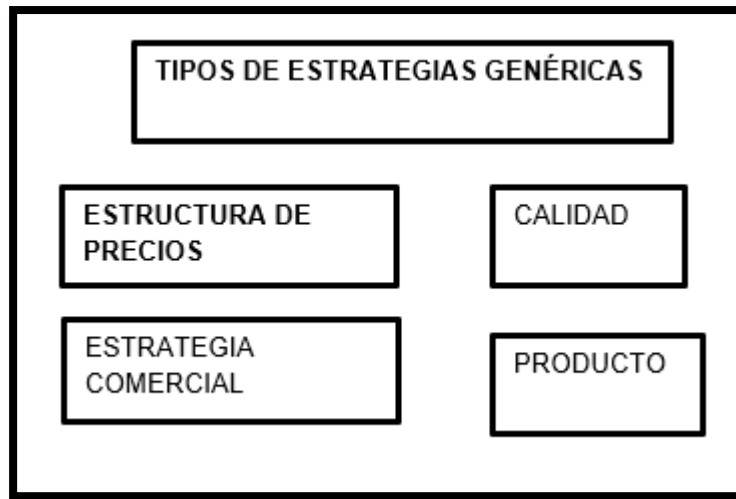 TIPOS DE ESTRATEGIAS GENÉRICAS
ESTRUCTURA DE
PRECIOS
CALIDAD
ESTRATEGIA
COMERCIAL
PRODUCTO